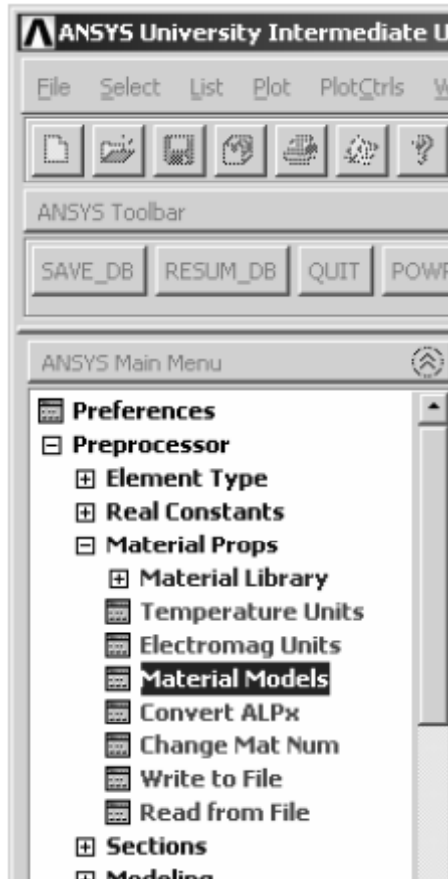 ANSYS University Intermediate U
File Select List Plot PlotCtrls W
ANSYS Toolbar
SAVE_DB RESUM_DB QUIT POWR
ANSYS Main Menu
Preferences
Preprocessor
Element Type
Real Constants
Material Props
Material Library
Temperature Units
Electromag Units
Material Models
Convert ALPx
Change Mat Num
Write to File
Read from File
Sections
Modeling